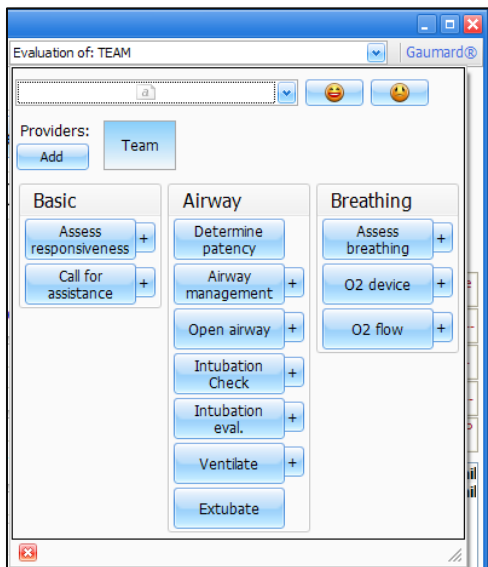 Evaluation of: TEAM
Gaumard®
a
Providers:
Add
Team
Basic
Assess
responsiveness
+
Call for
assistance
+
Airway
Determine
patency
Airway
management
+
Open airway
+
Intubation
Check
+
Intubation
eval.
+
Ventilate
+
Extubate
Breathing
Assess
breathing
+
O2 device
+
O2 flow
+